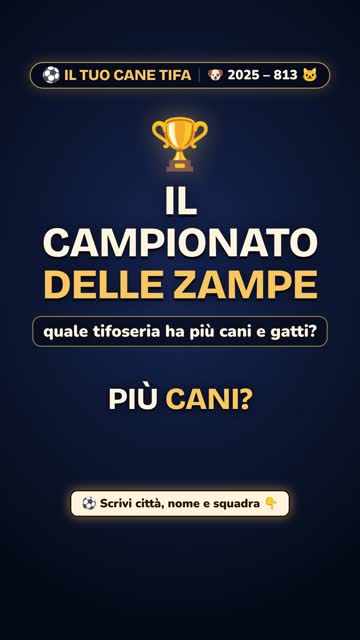 ⚽ IL TUO CANE TIFA | 🐶 2025 – 813 🐱
IL
CAMPIONATO
DELLE ZAMPE
quale tifoseria ha più cani e gatti?
PIÙ CANI?
⚽ Scrivi città, nome e squadra 👇